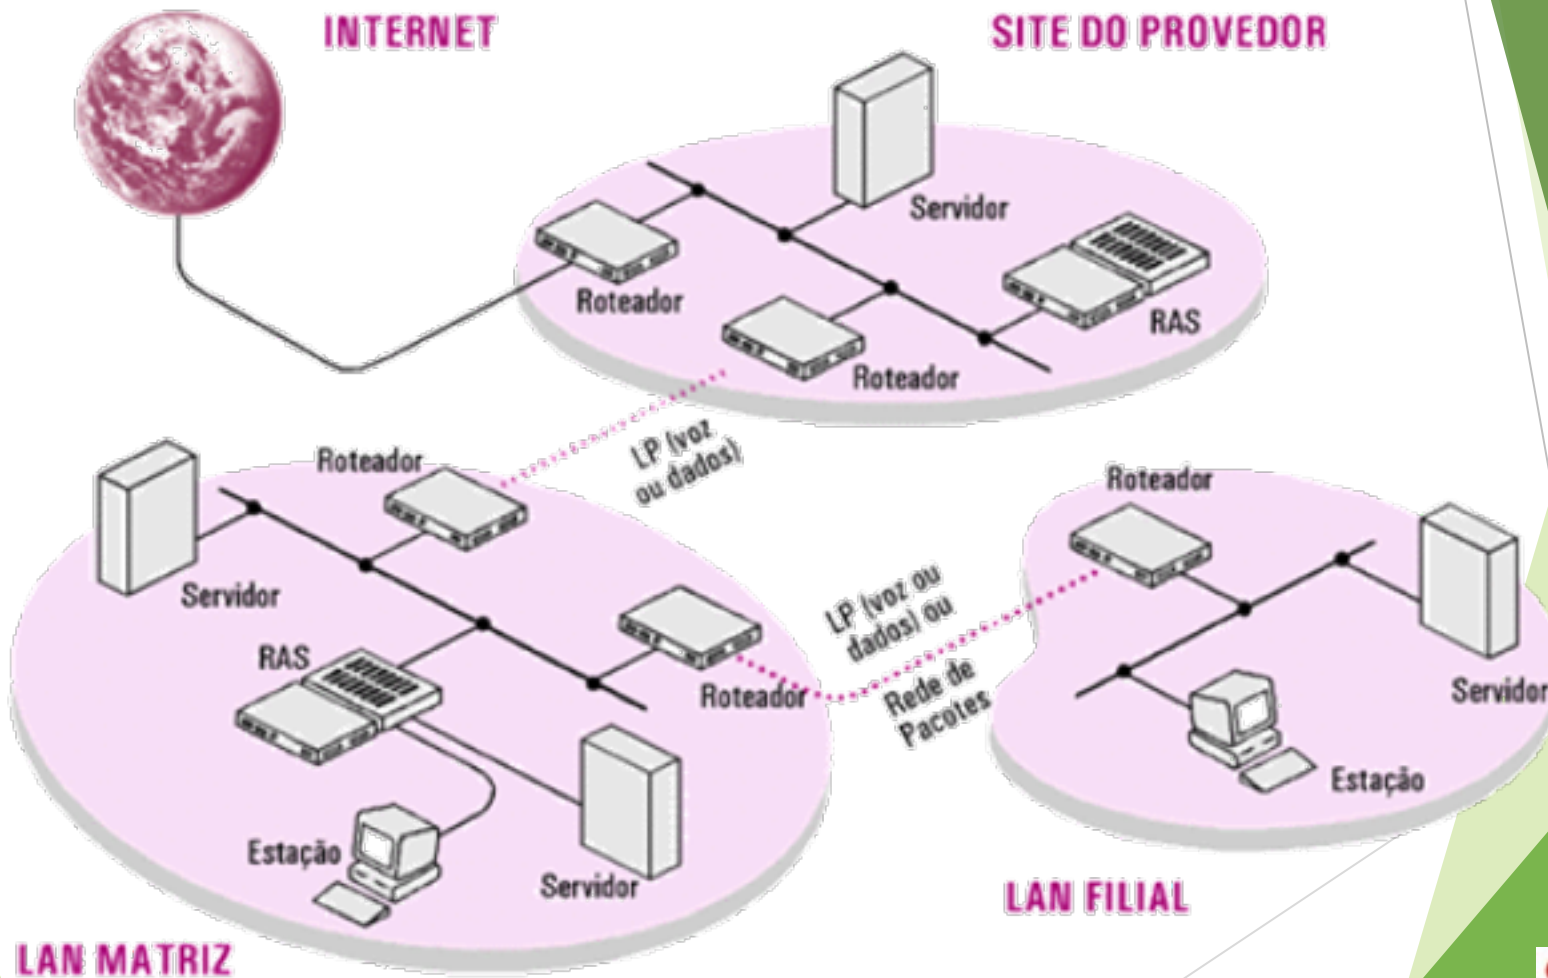 INTERNET
SITE DO PROVEDOR
Servidor
Roteador
RAS
Roteador
LP (voz
ou dados)
Roteador
Servidor
RAS
Roteador
Estação
Servidor
LAN MATRIZ
LP (voz ou
dados) ou
Rede de
Pacotes
Roteador
Servidor
Estação
LAN FILIAL